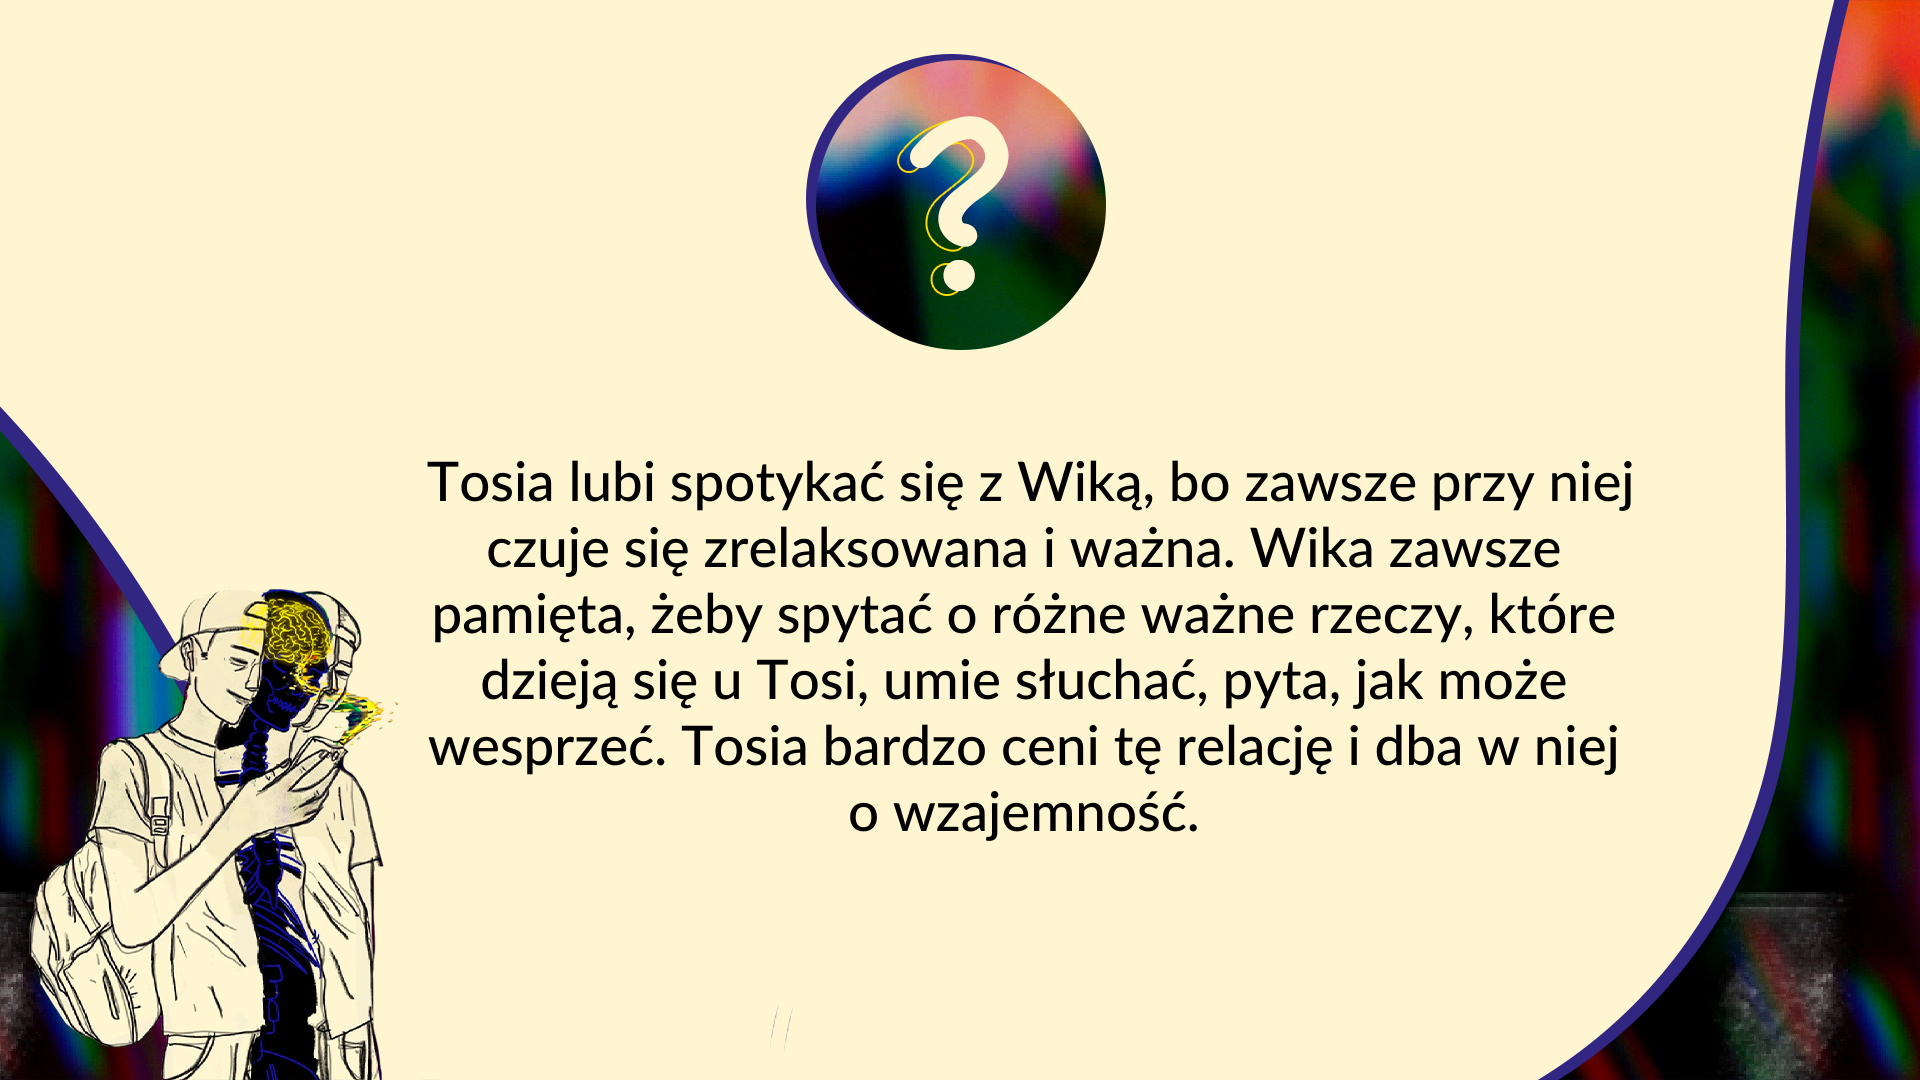 ?
Tosia lubi spotykać się z Wiką, bo zawsze przy niej
czuje się zrelaksowana i ważna. Wika zawsze
pamięta, żeby spytać o różne ważne rzeczy, które
dzieją się u Tosi, umie słuchać, pyta, jak może
wesprzeć. Tosia bardzo ceni tę relację i dba w niej
o wzajemność.